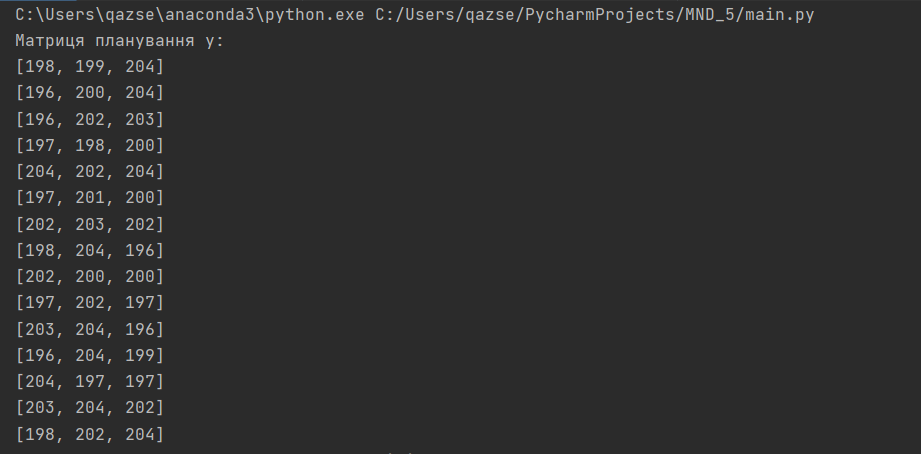 C:\Users\qazse\anaconda3\python.exe C:/Users/qazse/PycharmProjects/MND_5/main.py
Матриця планування y:
[198, 199, 204]
[196, 200, 204]
[196, 202, 203]
[197, 198, 200]
[204, 202, 204]
[197, 201, 200]
[202, 203, 202]
[198, 204, 196]
[202, 200, 200]
[197, 202, 197]
[203, 204, 196]
[196, 204, 199]
[204, 197, 197]
[203, 204, 202]
[198, 202, 204]